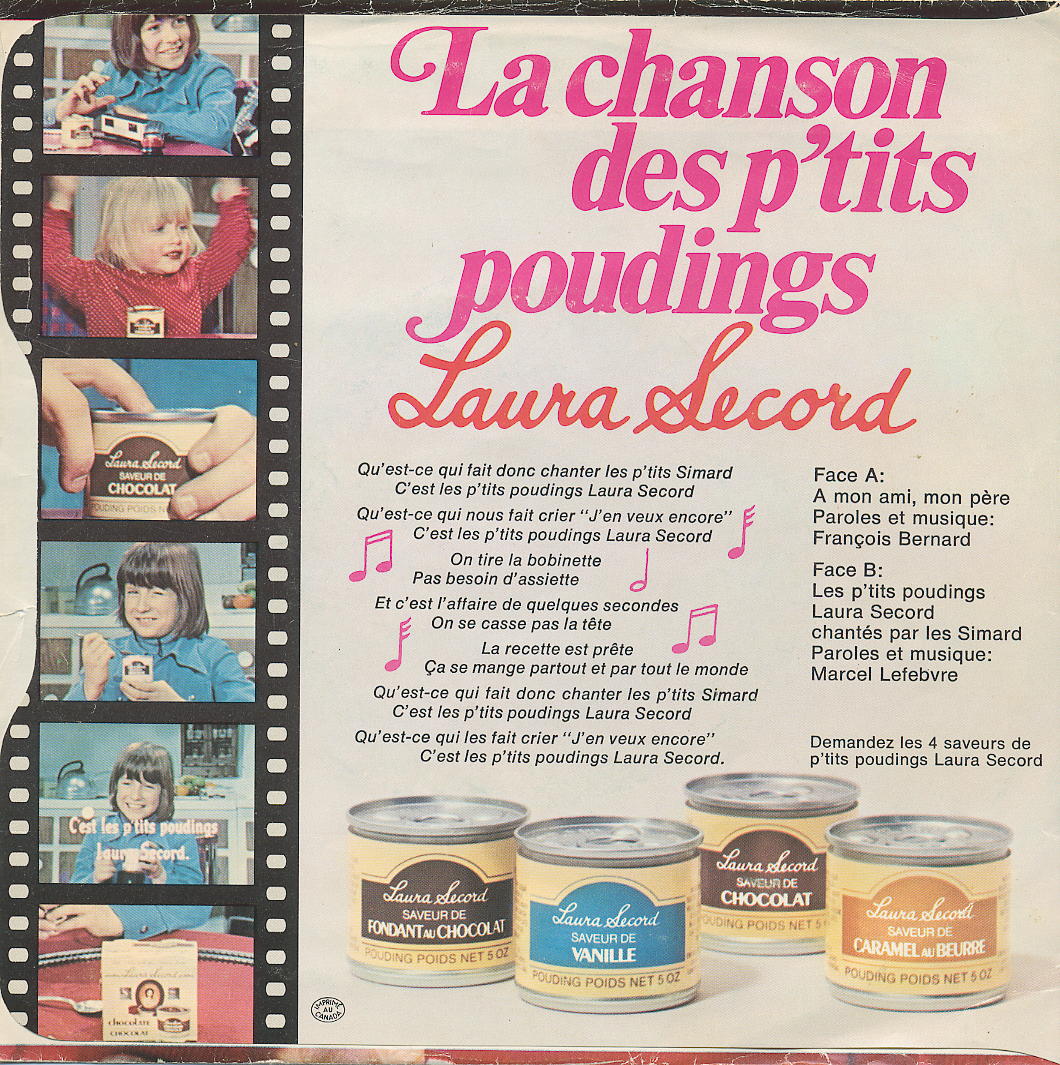 La chanson
des p'tits
poudings
Laura Secord
Qu'est-ce qui fait donc chanter les p'tits Simard
C'est les p'tits poudings Laura Secord
Qu'est-ce qui nous fait crier "J'en veux encore"
C'est les p'tits poudings Laura Secord
On tire la bobinette
Pas besoin d'assiette
Et c'est l'affaire de quelques secondes
On se casse pas la tête
La recette est prête
Ça se mange partout et par tout le monde
Qu'est-ce qui fait donc chanter les p'tits Simard
C'est les p'tits poudings Laura Secord
Qu'est-ce qui les fait crier "J'en veux encore"
C'est les p'tits poudings Laura Secord.
Face A:
A mon ami, mon père
Paroles et musique:
François Bernard
Face B:
Les p'tits poudings
Laura Secord
chantés par les Simard
Paroles et musique:
Marcel Lefebvre
Demandez les 4 saveurs de
p'tits poudings Laura Secord
Laura Secord
SAVEUR DE
CHOCOLAT
POUDING POIDS N
C'est les p'tits poudings
Laura Secord.
CHOCOLATE
CHOCOLAT
Laura Secord
SAVEUR DE
FONDANT AU CHOCOLAT
POUDING POIDS NET 5 OZ
Laura Secord
SAVEUR DE
VANILLE
POUDING POIDS NET 5 OZ
Laura Secord
SAVEUR DE
CHOCOLAT
POUDING POIDS NET 5
Laura Secord
SAVEUR DE
CARAMEL AU BEURRE
POUDING POIDS NET 5 OZ
IMPRIMÉ
AU
CANADA